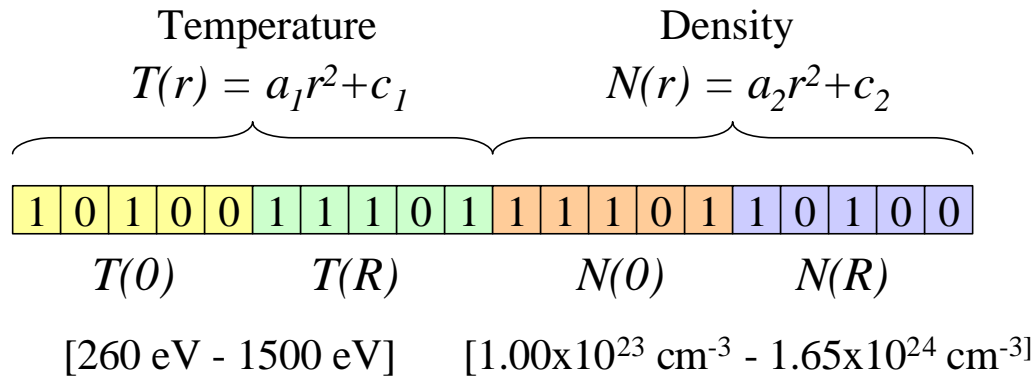 Temperature Density
T(r) = a₁r²+c₁ N(r) = a₂r²+c₂
1 0 1 0 0 1 1 1 0 1 1 1 1 0 1 1 0 1 0 0
T(0) T(R) N(0) N(R)
[260 eV - 1500 eV] [1.00x10²³ cm⁻³ - 1.65x10²⁴ cm⁻³]